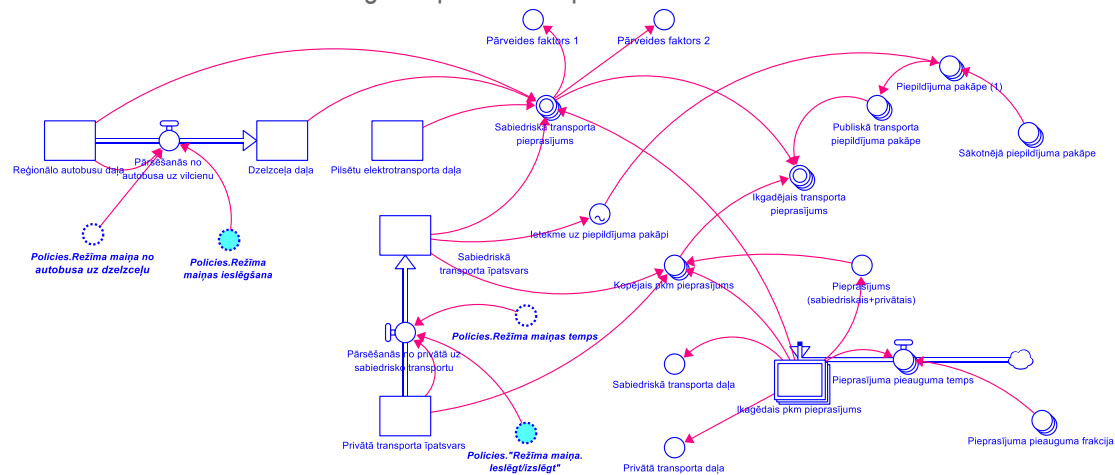 Pārveides faktors 1
Pārveides faktors 2
Piepildījuma pakāpe (1)
Sabiedriskā transporta
pieprasījums
Publiskā transporta
piepildījuma pakāpe
Sākotnējā piepildījuma pakāpe
Reģionālo autobusu daļa
Pārsēšanās no
autobusa uz vilcienu
Dzelzceļa daļa
Pilsētu elektrotransporta daļa
Ikgadējais transporta
pieprasījums
Ietekme uz piepildījuma pakāpi
Policies.Režīma maiņa no
autobusa uz dzelzceļu
Policies.Režīma
maiņas ieslēgšana
Sabiedriskā
transporta īpatsvars
Kopējais pkm pieprasījums
Pieprasījums
(sabiedriskais+privātais)
Policies.Režīma maiņas temps
Pārsēšanās no privātā uz
sabiedrisko transportu
Sabiedriskā transporta daļa
Pieprasījuma pieauguma temps
Ikagēdais pkm pieprasījums
Privātā transporta īpatsvars
Pieprasījuma pieauguma frakcija
Policies."Režīma maiņa.
Ieslēgt/izslēgt"
Privātā transporta daļa